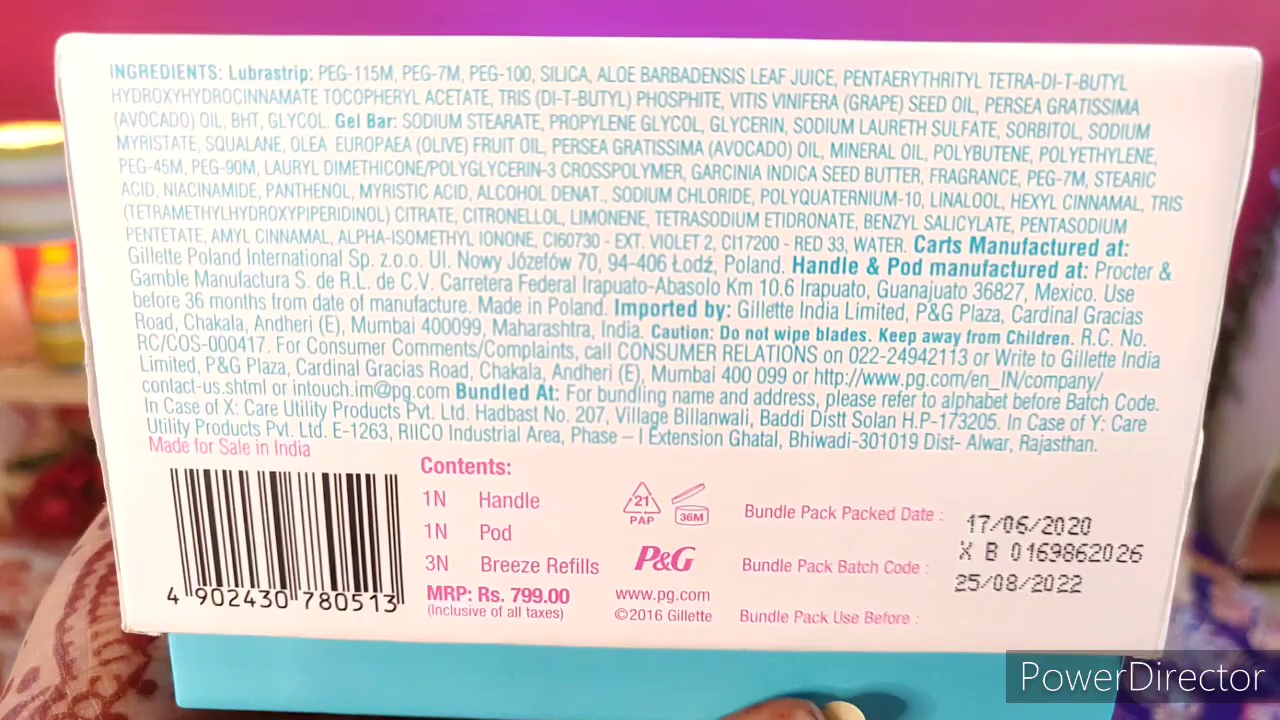 INGREDIENTS: Lubrastrip: PEG-115M, PEG-7M, PEG-100, SILICA, ALOE BARBADENSIS LEAF JUICE, PENTAERYTHRITYL TETRA-DI-T-BUTYL
HYDROXYHYDROCINNAMATE TOCOPHERYL ACETATE, TRIS (DI-T-BUTYL) PHOSPHITE, VITIS VINIFERA (GRAPE) SEED OIL, PERSEA GRATISSIMA
(AVOCADO) OIL, BHT, GLYCOL. Gel Bar: SODIUM STEARATE, PROPYLENE GLYCOL, GLYCERIN, SODIUM LAURETH SULFATE, SORBITOL, SODIUM
MYRISTATE, SQUALANE, OLEA EUROPAEA (OLIVE) FRUIT OIL, PERSEA GRATISSIMA (AVOCADO) OIL, MINERAL OIL, POLYBUTENE, POLYETHYLENE,
PEG-45M, PEG-90M, LAURYL DIMETHICONE/POLYGLYCERIN-3 CROSSPOLYMER, GARCINIA INDICA SEED BUTTER, FRAGRANCE, PEG-7M, STEARIC
ACID, NIACINAMIDE, PANTHENOL, MYRISTIC ACID, ALCOHOL DENAT., SODIUM CHLORIDE, POLYQUATERNIUM-10, LINALOOL, HEXYL CINNAMAL, TRIS
(TETRAMETHYLHYDROXYPIPERIDINOL) CITRATE, CITRONELLOL, LIMONENE, TETRASODIUM ETIDRONATE, BENZYL SALICYLATE, PENTASODIUM
PENTETATE, AMYL CINNAMAL, ALPHA-ISOMETHYL IONONE, CI60730 - EXT. VIOLET 2, CI17200 - RED 33, WATER. Carts Manufactured at:
Gillette Poland International Sp. z.o.o. Ul. Nowy Józefów 70, 94-406 Łodź, Poland. Handle & Pod manufactured at: Procter &
Gamble Manufactura S. de R.L. de C.V. Carretera Federal Irapuato-Abasolo Km 10.6 Irapuato, Guanajuato 36827, Mexico. Use
before 36 months from date of manufacture. Made in Poland. Imported by: Gillette India Limited, P&G Plaza, Cardinal Gracias
Road, Chakala, Andheri (E), Mumbai 400099, Maharashtra, India. Caution: Do not wipe blades. Keep away from Children. R.C. No.
RC/COS-000417. For Consumer Comments/Complaints, call CONSUMER RELATIONS on 022-24942113 or Write to Gillette India
Limited, P&G Plaza, Cardinal Gracias Road, Chakala, Andheri (E), Mumbai 400 099 or http://www.pg.com/en_IN/company/
contact-us.shtml or intouch.im@pg.com Bundled At: For bundling name and address, please refer to alphabet before Batch Code.
In Case of X: Care Utility Products Pvt. Ltd. Hadbast No. 207, Village Billanwali, Baddi Distt Solan H.P-173205. In Case of Y: Care
Utility Products Pvt. Ltd. E-1263, RIICO Industrial Area, Phase – I Extension Ghatal, Bhiwadi-301019 Dist- Alwar, Rajasthan.
Made for Sale in India
4 902430 780513
Contents:
1N Handle
1N Pod
3N Breeze Refills
MRP: Rs. 799.00
(Inclusive of all taxes)
21
PAP
36M
P&G
www.pg.com
©2016 Gillette
Bundle Pack Packed Date :
Bundle Pack Batch Code :
Bundle Pack Use Before :
17/06/2020
X B 0169862026
25/08/2022
PowerDirector